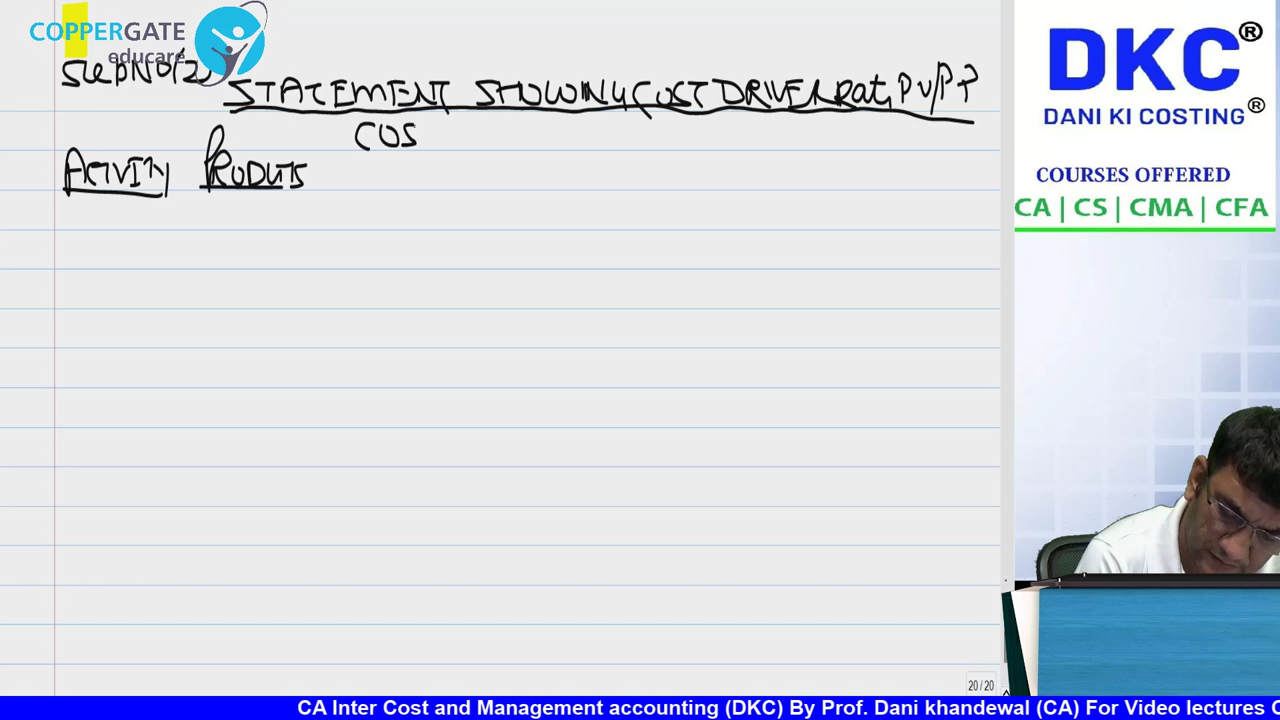 COPPERGATE
educare
Step NO(2) STATEMENT SHOWING COST DRIVER Rate,
COS
ACTIVITY PRODUCTS
DKC®
DANI KI COSTING®
COURSES OFFERED
CA | CS | CMA | CFA
20 / 20
CA Inter Cost and Management accounting (DKC) By Prof. Dani khandewal (CA) For Video lectures C